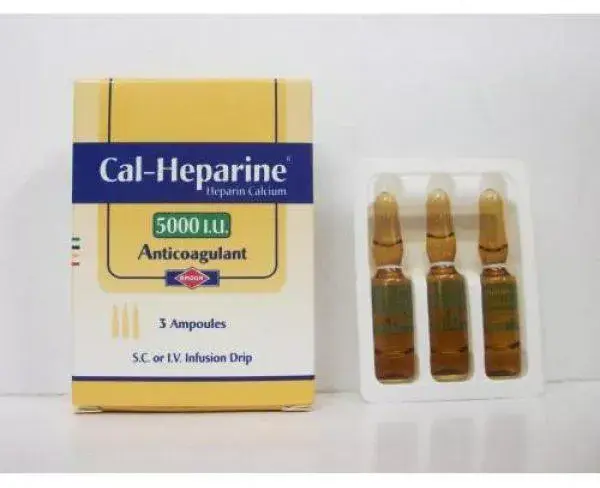 Cal-Heparine
Heparin Calcium
5000 I.U.
Anticoagulant
3 Ampoules
S.C. or I.V. Infusion Drip